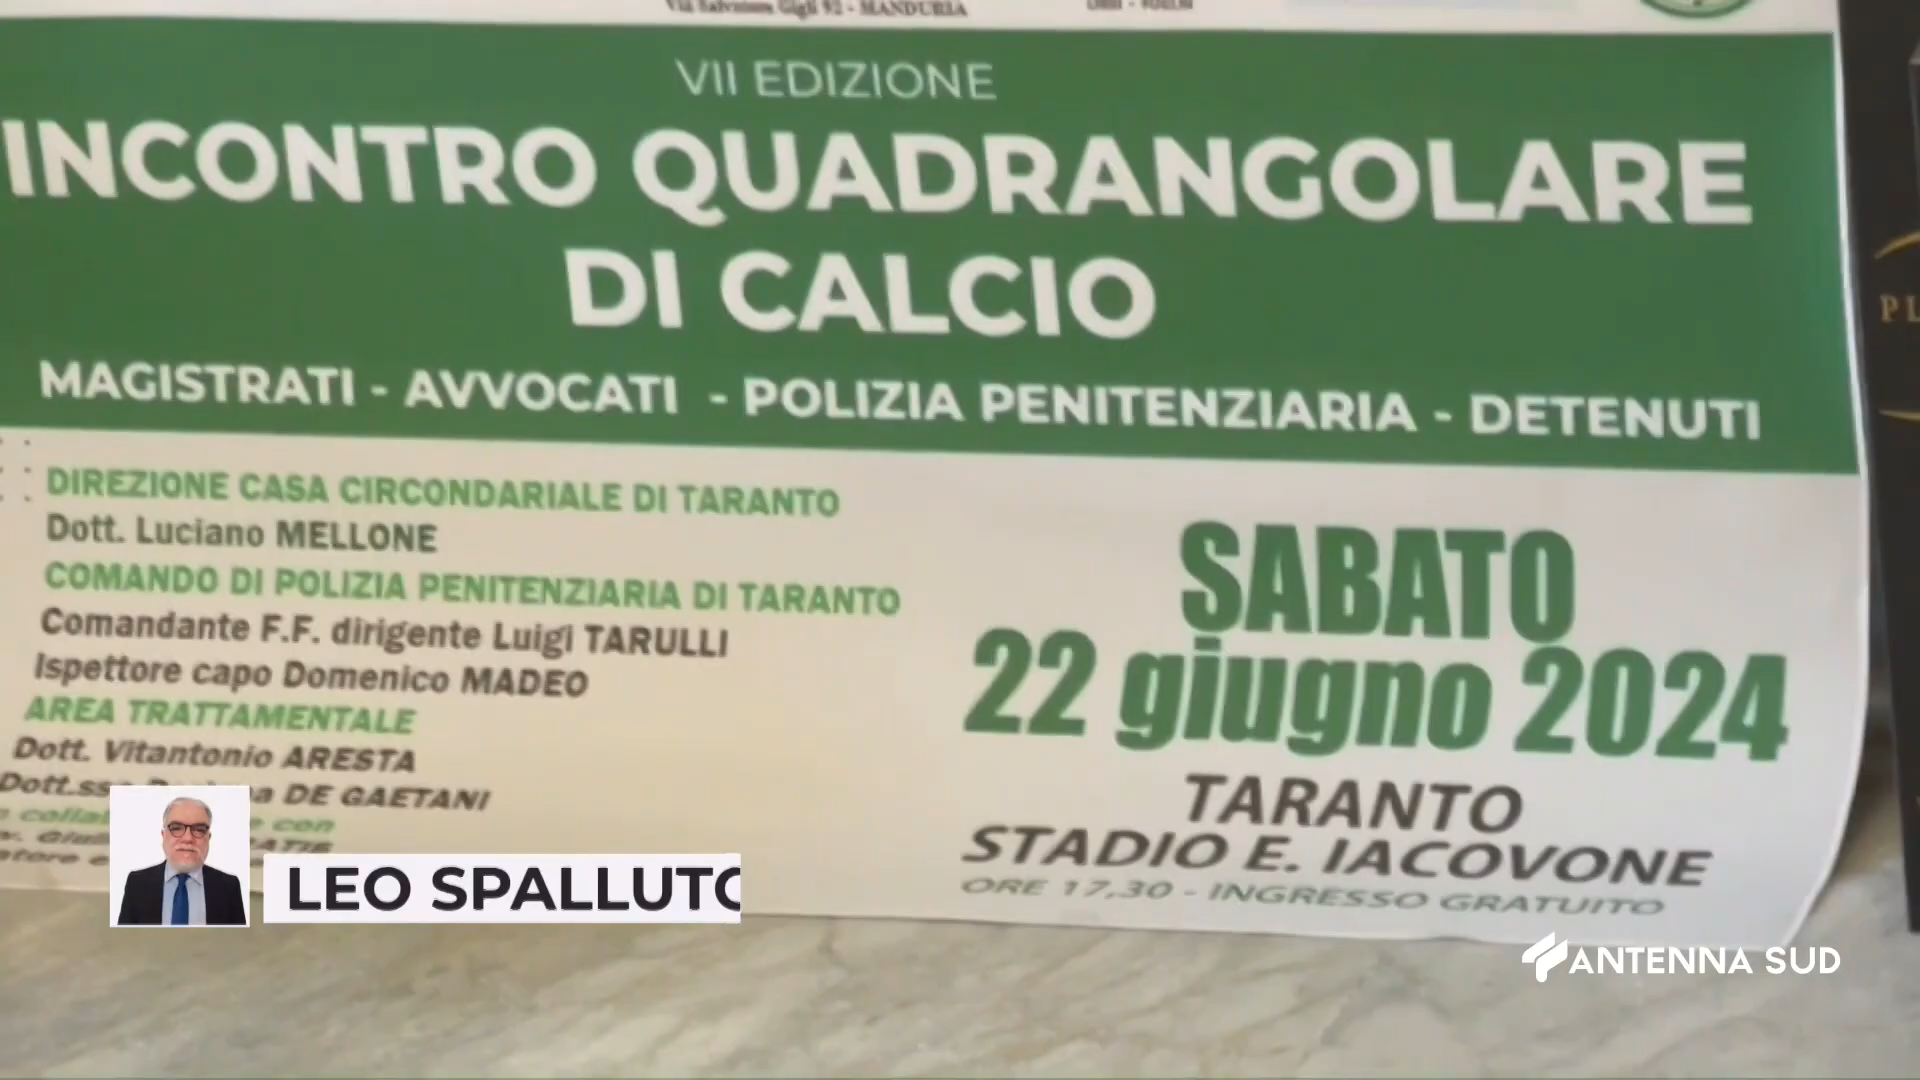 Via Salvatore Gigli 92 - MANDURIA
VII EDIZIONE
INCONTRO QUADRANGOLARE
DI CALCIO
MAGISTRATI - AVVOCATI - POLIZIA PENITENZIARIA - DETENUTI
DIREZIONE CASA CIRCONDARIALE DI TARANTO
Dott. Luciano MELLONE
COMANDO DI POLIZIA PENITENZIARIA DI TARANTO
Comandante F.F. dirigente Luigi TARULLI
Ispettore capo Domenico MADEO
AREA TRATTAMENTALE
Dott. Vitantonio ARESTA
DE GAETANI
con
SABATO
22 giugno 2024
TARANTO
STADIO E. IACOVONE
ORE 17,30 - INGRESSO GRATUITO
LEO SPALLUTO
ANTENNA SUD